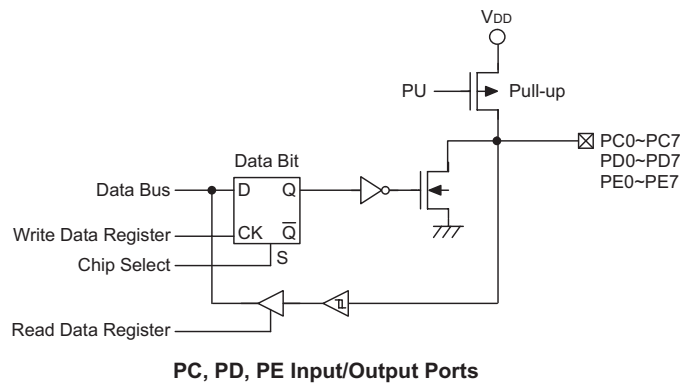 VDD
PU
Pull-up
PC0~PC7
PD0~PD7
PE0~PE7
Data Bit
Data Bus
D
Q
Write Data Register
CK
Q̅
Chip Select
S
Read Data Register
PC, PD, PE Input/Output Ports